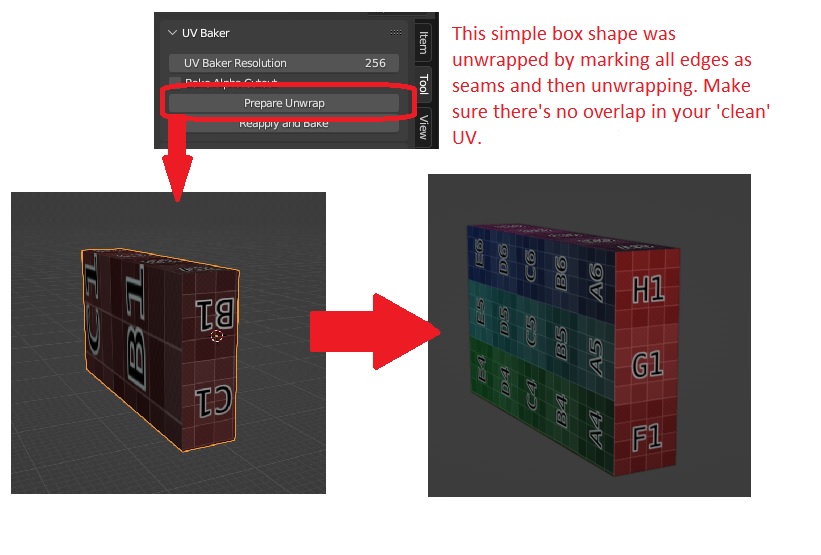 UV Baker
UV Baker Resolution 256
Bake Alpha Cutout
Prepare Unwrap
Reapply and Bake
Item
Tool
View
This simple box shape was
unwrapped by marking all edges as
seams and then unwrapping. Make
sure there's no overlap in your 'clean'
UV.
C1 B1
B1
C1
E6 D6 C6 B6 A6
E5 D5 C5 B5 A5
E4 D4 C4 B4 A4
H1
G1
F1